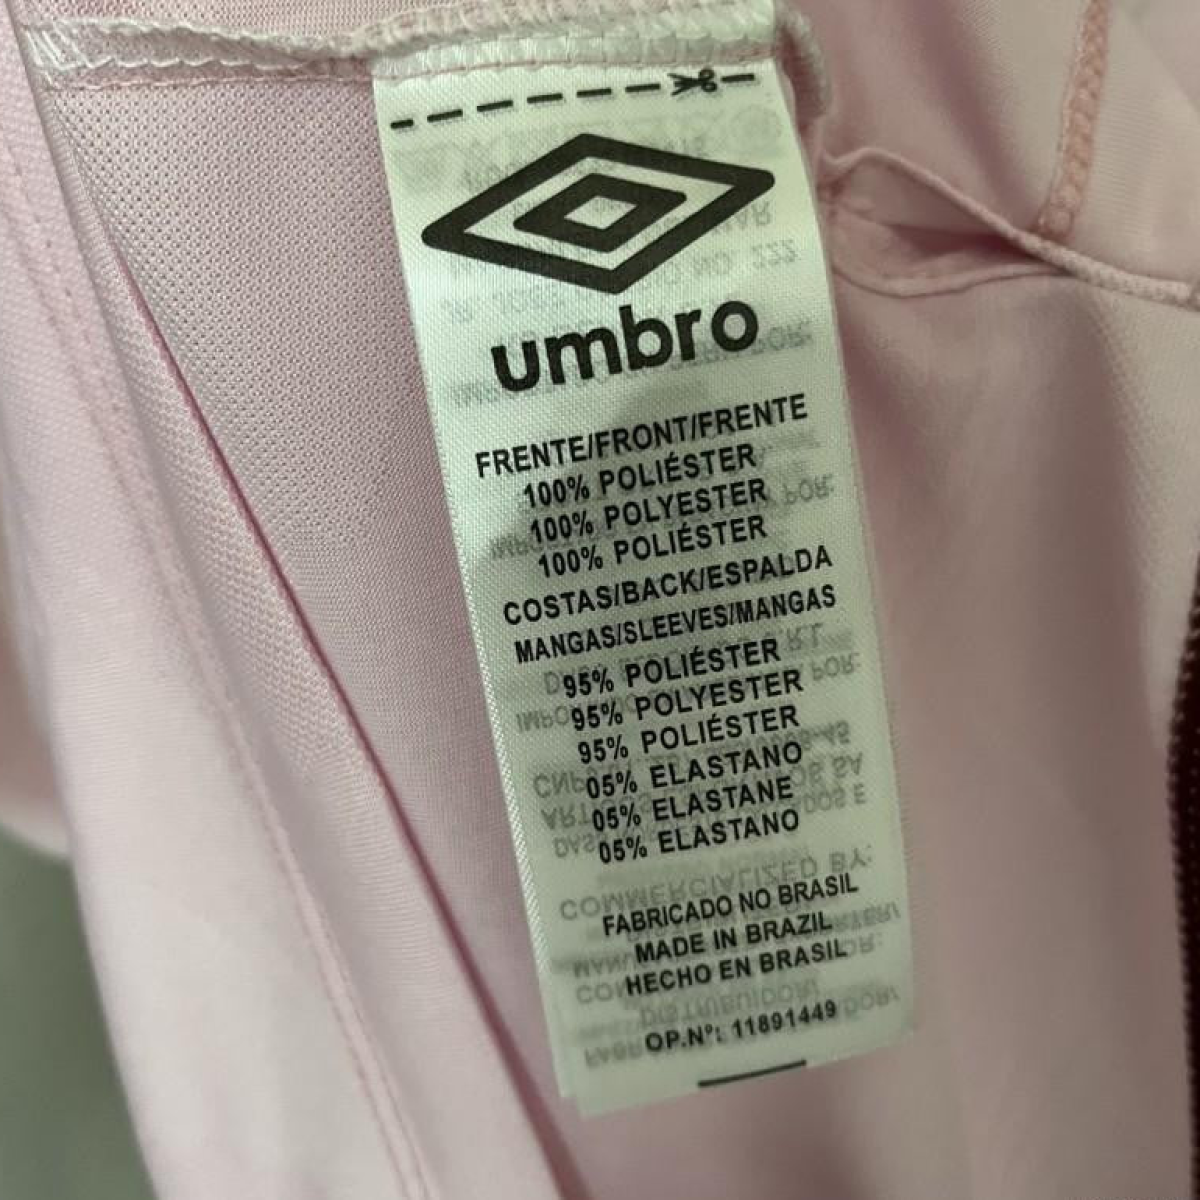 umbro
FRENTE/FRONT/FRENTE
100% POLIÉSTER
100% POLYESTER
100% POLIÉSTER
COSTAS/BACK/ESPALDA
MANGAS/SLEEVES/MANGAS
95% POLIÉSTER
95% POLYESTER
95% POLIÉSTER
05% ELASTANO
05% ELASTANE
05% ELASTANO
FABRICADO NO BRASIL
MADE IN BRAZIL
HECHO EN BRASIL
OP.Nº: 11891449